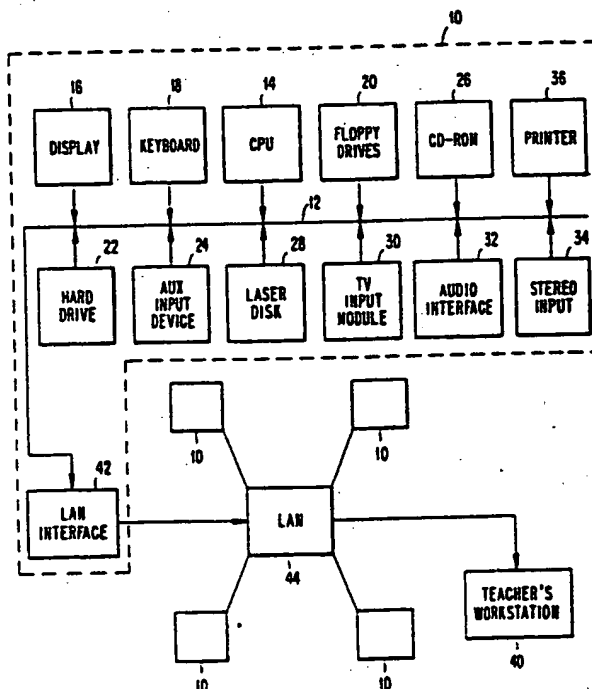 10
16 18 14 20 26 36
DISPLAY KEYBOARD CPU FLOPPY DRIVES CD-ROM PRINTER
12
22 24 28 30 32 34
HARD DRIVE AUX INPUT DEVICE LASER DISK TV INPUT MODULE AUDIO INTERFACE STEREO INPUT
10 10
42
LAN INTERFACE
LAN
44
TEACHER'S WORKSTATION
40
10 10